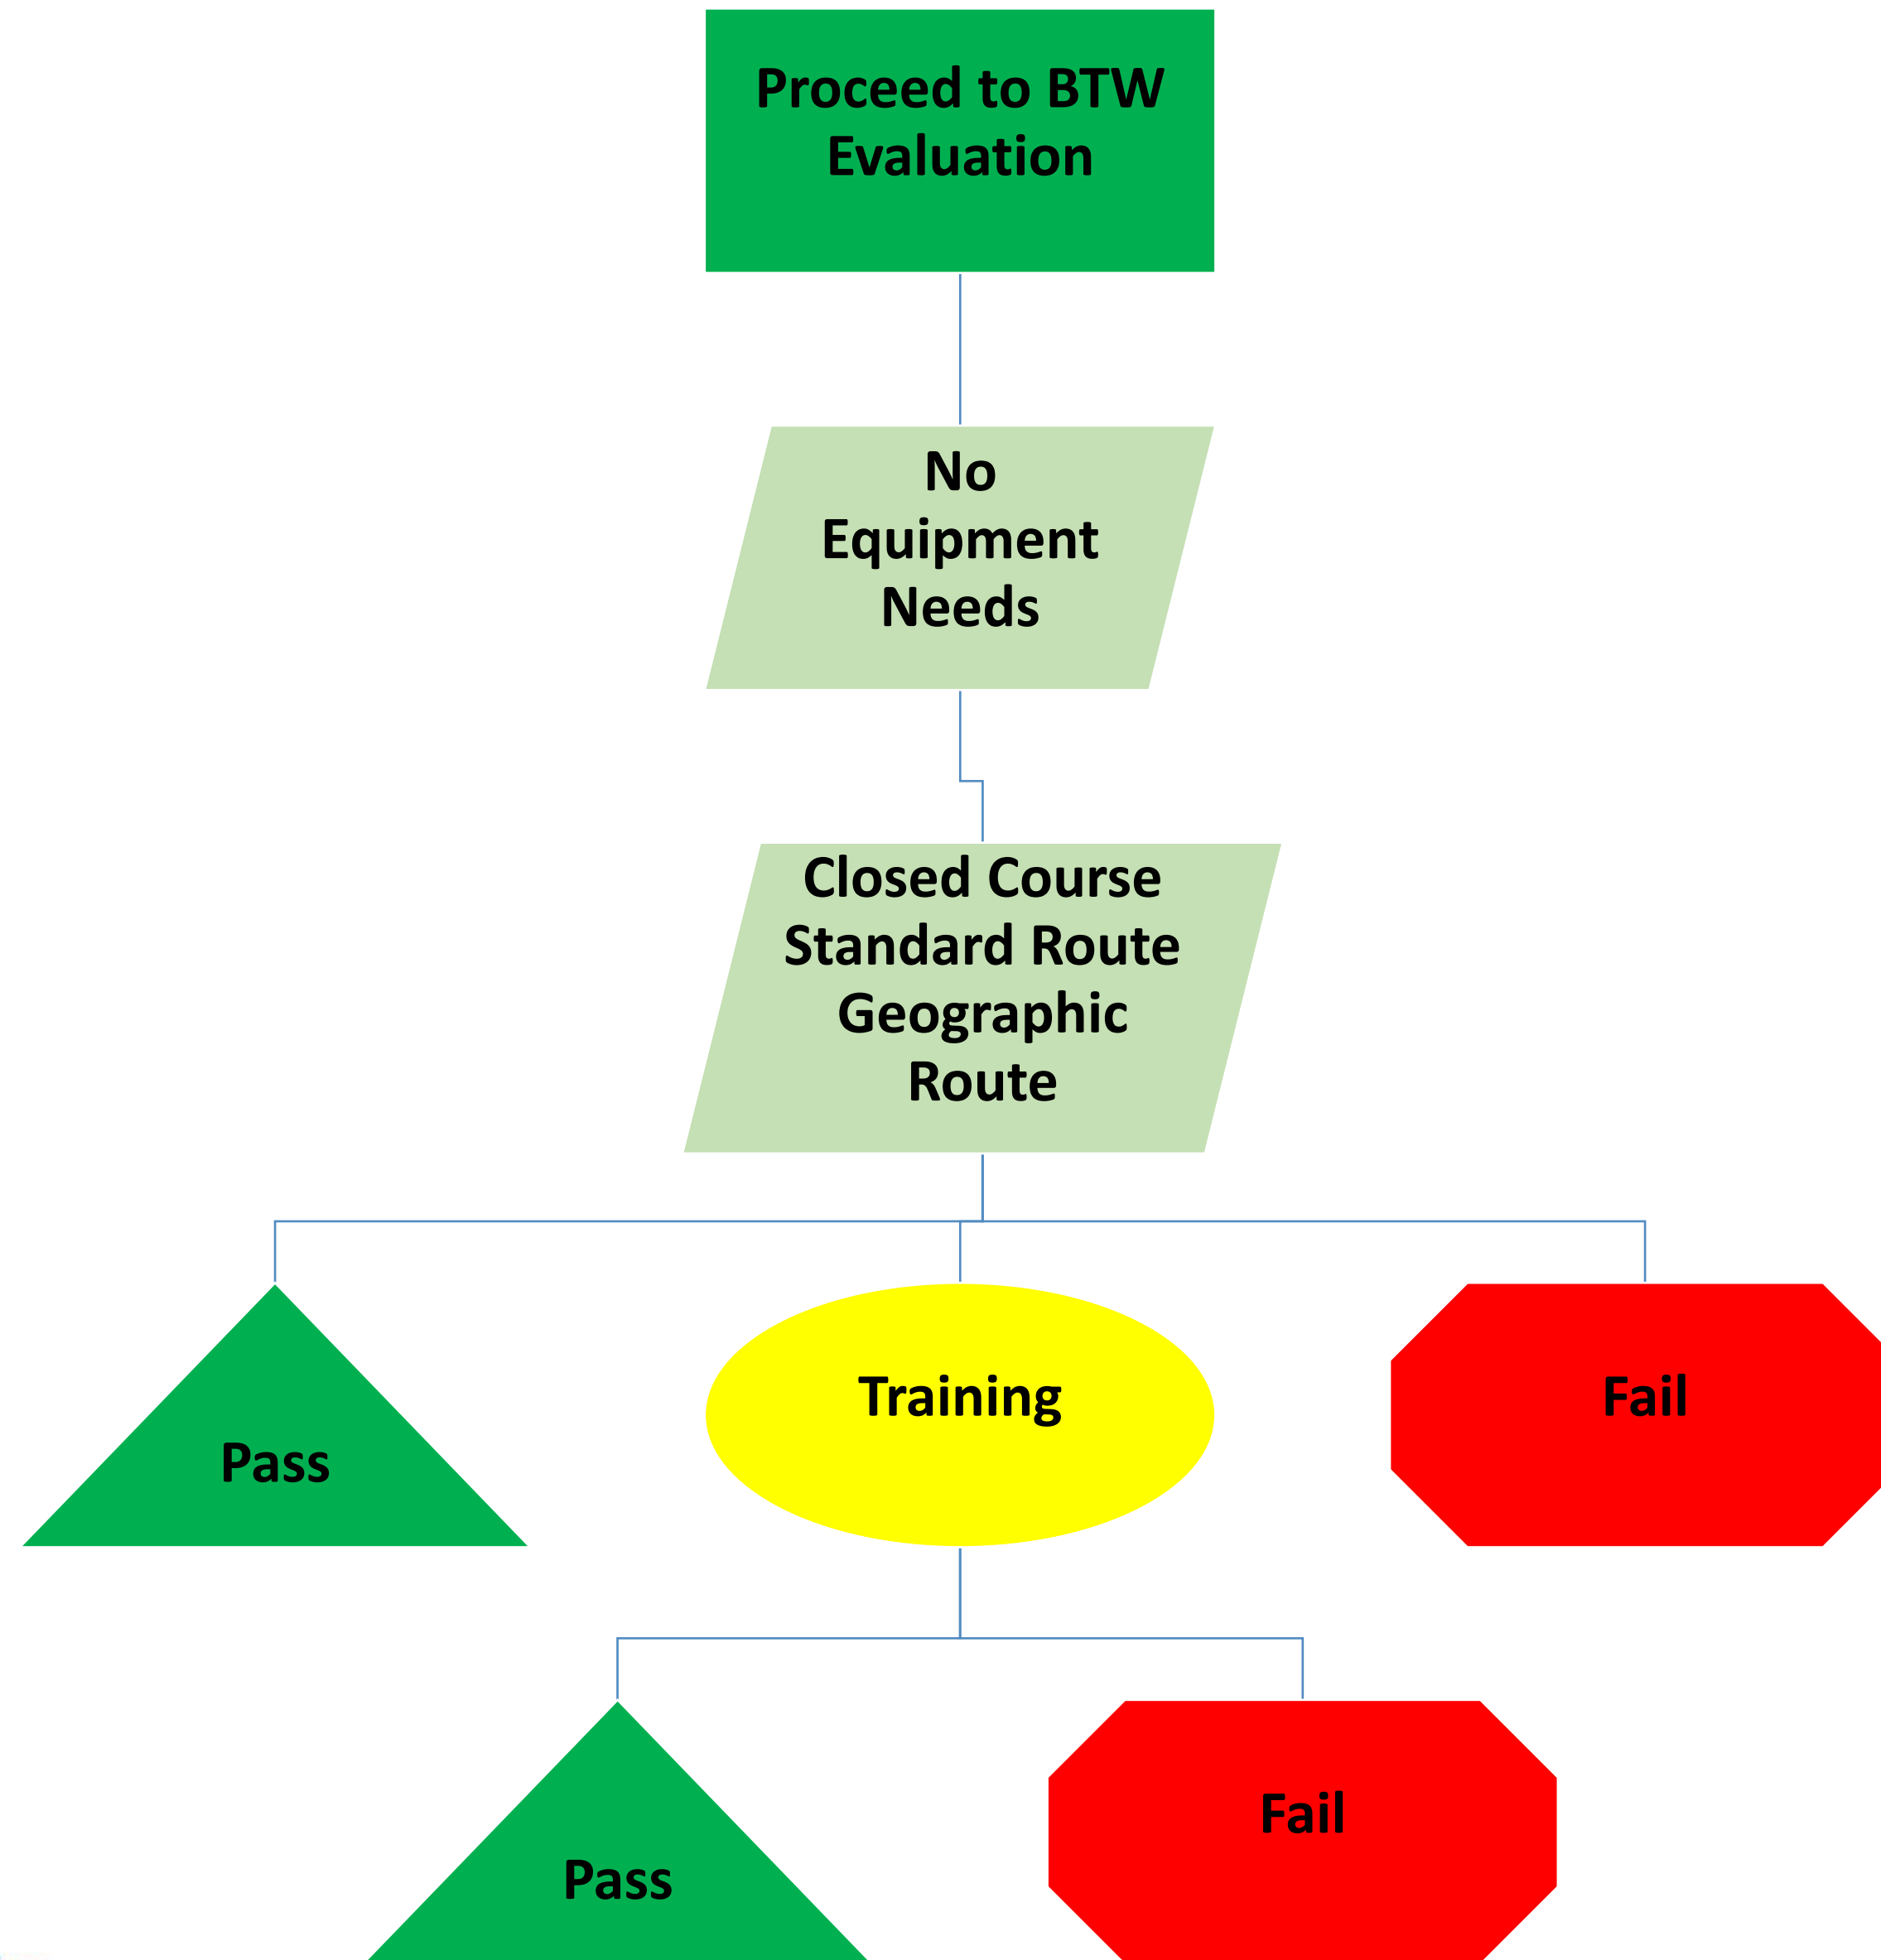 Proceed to BTW
Evaluation
No
Equipment
Needs
Closed Course
Standard Route
Geographic
Route
Pass
Training
Fail
Pass
Fail